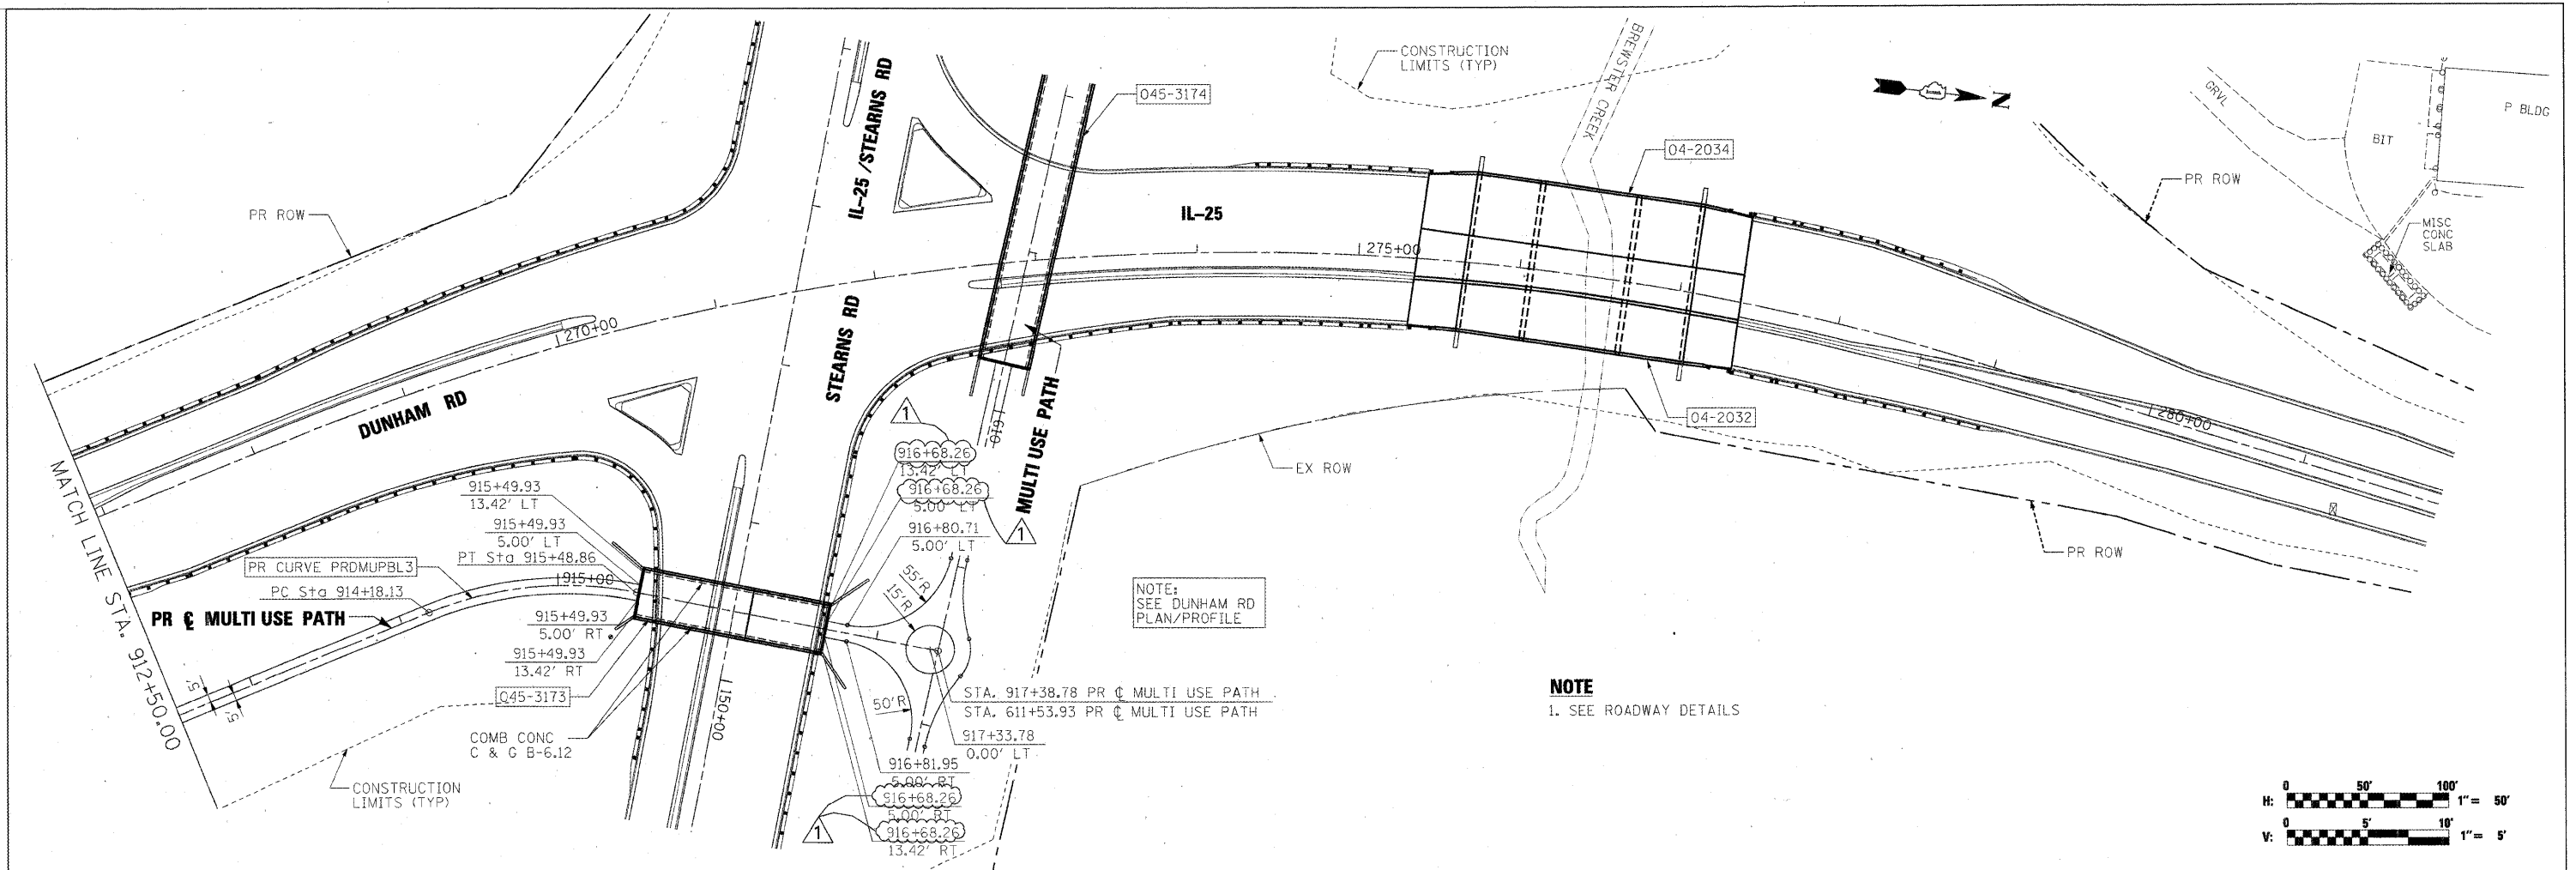 CONSTRUCTION
LIMITS (TYP)
BREWSTER CREEK
N
GRVL
BIT
P BLDG
PR ROW
MISC
CONC
SLAB
IL-25 /STEARNS RD
045-3174
04-2034
PR ROW
IL-25
275+00
270+00
STEARNS RD
DUNHAM RD
MULTI USE PATH
610
04-2032
280+00
EX ROW
PR ROW
1
916+68.26
13.42' LT
916+68.26
5.00' LT
1
916+80.71
5.00' LT
MATCH LINE STA. 912+50.00
915+49.93
13.42' LT
915+49.93
5.00' LT
PT Sta 915+48.86
PR CURVE PRDMUPBL3
PC Sta 914+18.13
915+00
PR ℄ MULTI USE PATH
915+49.93
5.00' RT
915+49.93
13.42' RT
045-3173
5'
5'
COMB CONC
C & G B-6.12
CONSTRUCTION
LIMITS (TYP)
150+00
55'R
15'R
50'R
NOTE:
SEE DUNHAM RD
PLAN/PROFILE
STA. 917+38.78 PR ℄ MULTI USE PATH
STA. 611+53.93 PR ℄ MULTI USE PATH
917+33.78
0.00' LT
916+81.95
5.00' RT
916+68.26
5.00' RT
916+68.26
13.42' RT
1
NOTE
1. SEE ROADWAY DETAILS
H: 0 50' 100' 1"= 50'
V: 0 5' 10' 1"= 5'